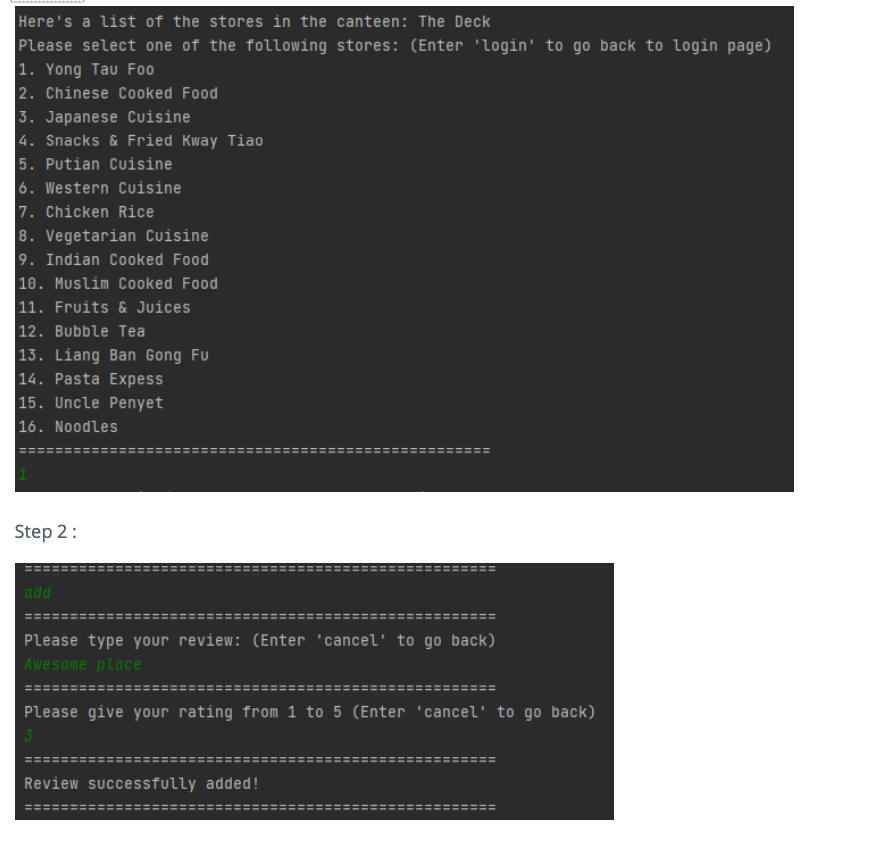 Here's a list of the stores in the canteen: The Deck
Please select one of the following stores: (Enter 'login' to go back to login page)
1. Yong Tau Foo
2. Chinese Cooked Food
3. Japanese Cuisine
4. Snacks & Fried Kway Tiao
5. Putian Cuisine
6. Western Cuisine
7. Chicken Rice
8. Vegetarian Cuisine
9. Indian Cooked Food
10. Muslim Cooked Food
11. Fruits & Juices
12. Bubble Tea
13. Liang Ban Gong Fu
14. Pasta Expess
15. Uncle Penyet
16. Noodles
====================================================
1
Step 2 :
====================================================
add
====================================================
Please type your review: (Enter 'cancel' to go back)
Awesome place
====================================================
Please give your rating from 1 to 5 (Enter 'cancel' to go back)
3
====================================================
Review successfully added!
====================================================